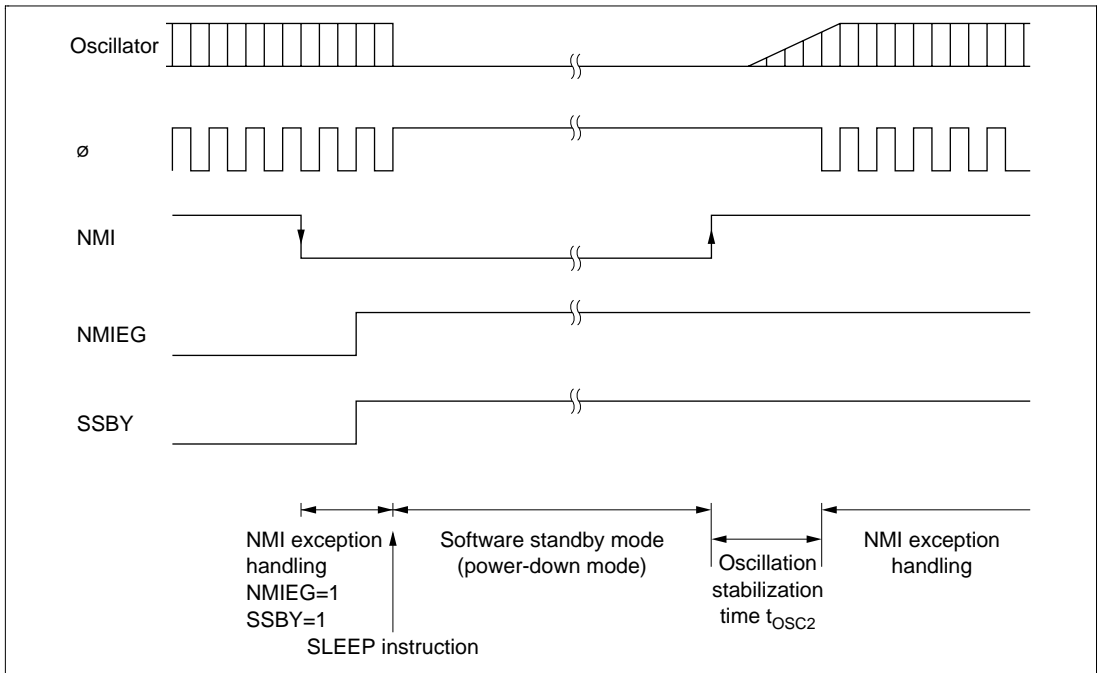 Oscillator
ø
NMI
NMIEG
SSBY
NMI exception
handling
NMIEG=1
SSBY=1
SLEEP instruction
Software standby mode
(power-down mode)
Oscillation
stabilization
time tOSC2
NMI exception
handling